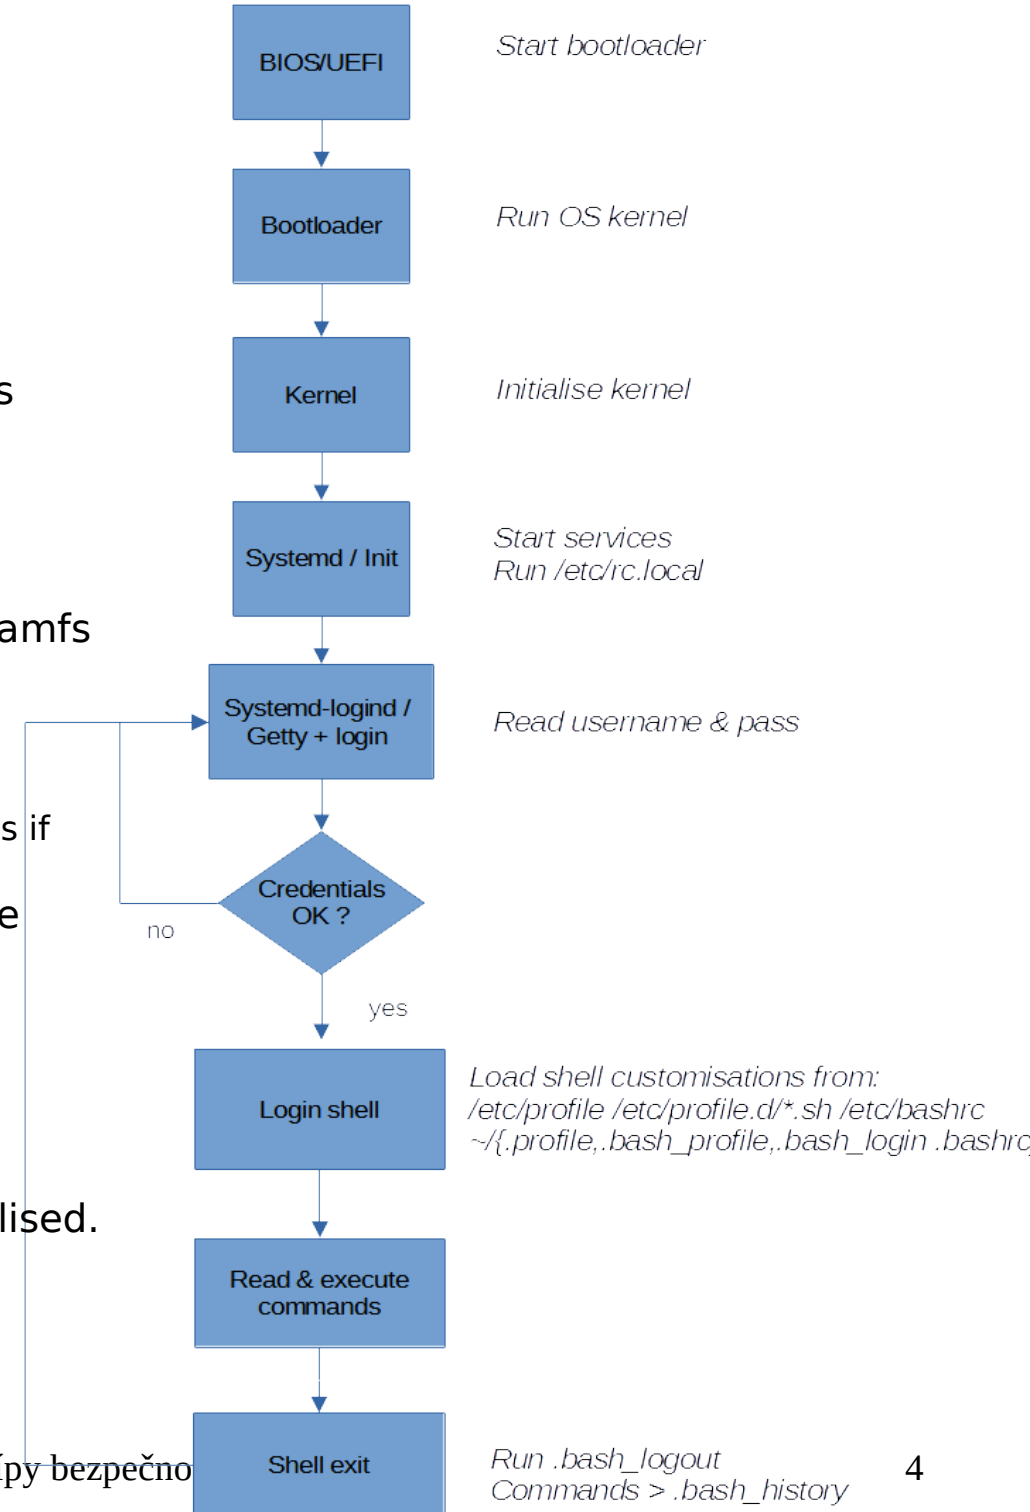 BIOS/UEFI
Start bootloader
Bootloader
Run OS kernel
s
Kernel
Initialise kernel
Systemd / Init
Start services
Run /etc/rc.local
amfs
Systemd-logind /
Getty + login
Read username & pass
s if
Credentials
OK ?
e
no
yes
Login shell
Load shell customisations from:
/etc/profile /etc/profile.d/*.sh /etc/bashrc
~/{.profile,.bash_profile,.bash_login .bashrc
lised.
Read & execute
commands
Shell exit
Run .bash_logout
Commands > .bash_history
ípy bezpečno
4